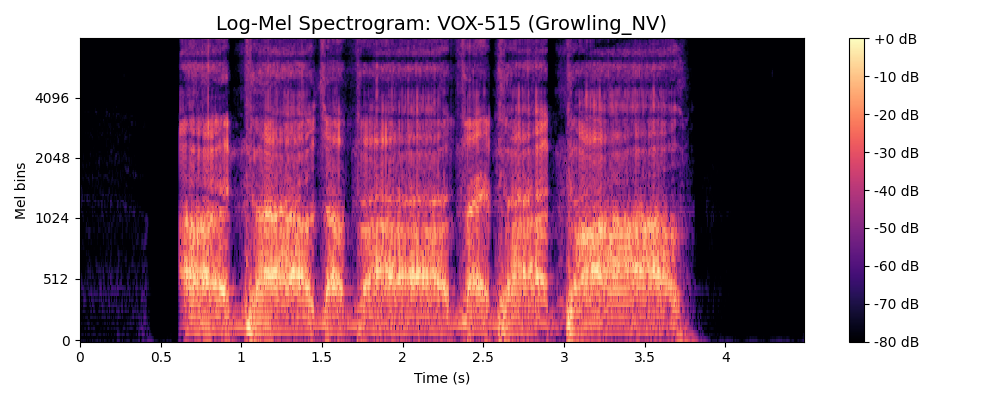 Log-Mel Spectrogram: VOX-515 (Growling_NV)
Mel bins
4096
2048
1024
512
0
0
0.5
1
1.5
2
2.5
3
3.5
4
Time (s)
+0 dB
-10 dB
-20 dB
-30 dB
-40 dB
-50 dB
-60 dB
-70 dB
-80 dB